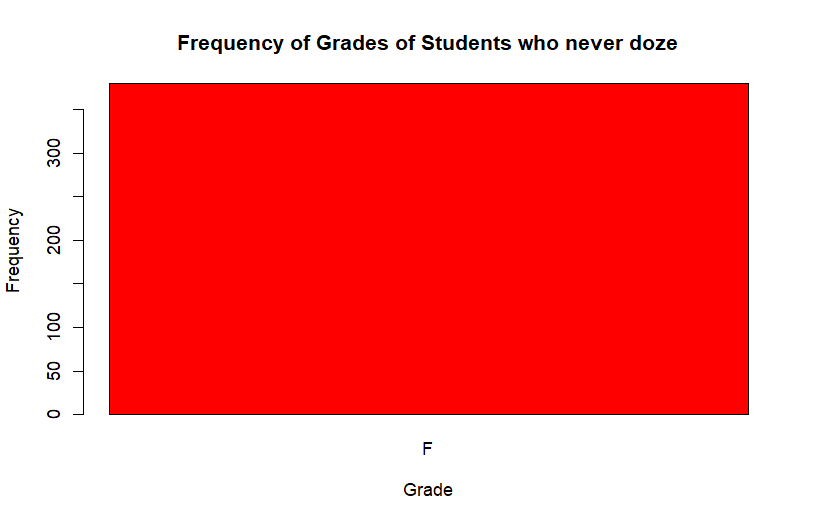 Frequency of Grades of Students who never doze
Frequency
300
200
100
50
0
F
Grade